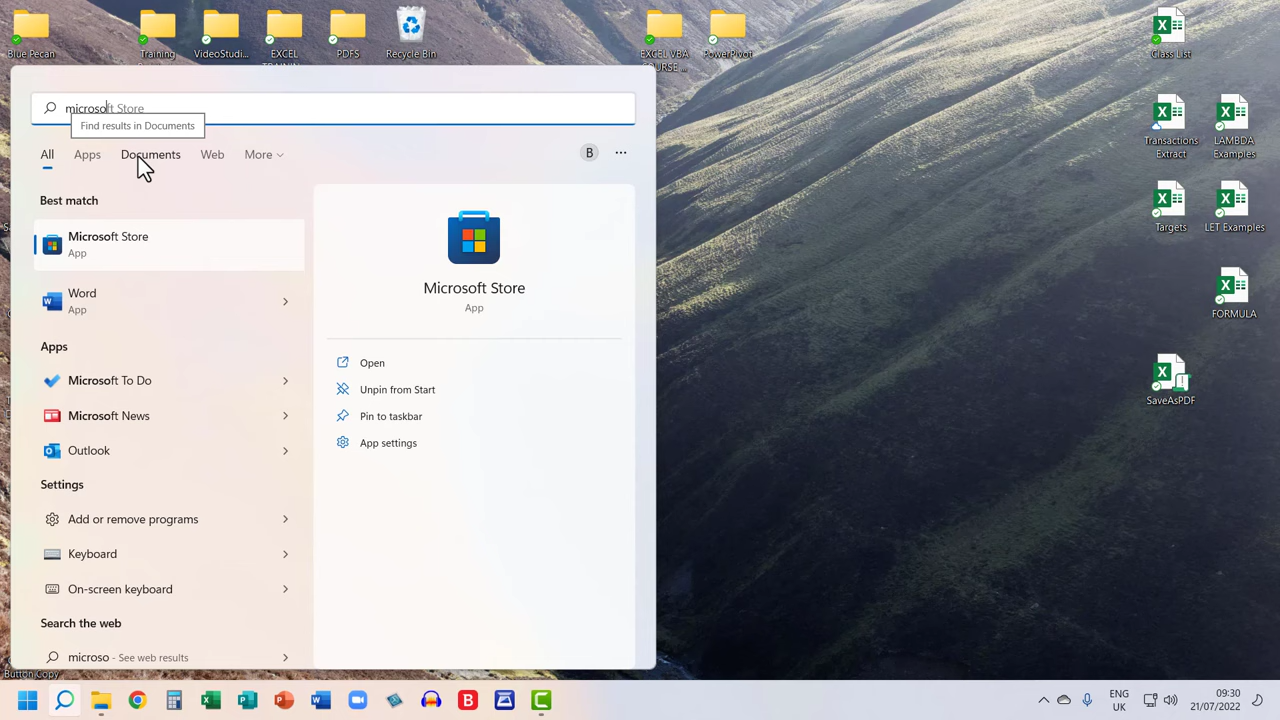 Blue Pecan
Training
VideoStudi...
EXCEL
PDFS
Recycle Bin
EXCEL VBA
COURSE ...
PowerPivot
Class List
microsoft Store
Find results in Documents
All
Apps
Documents
Web
More
B
Best match
Microsoft Store
App
Word
App
Apps
Microsoft To Do
Microsoft News
Outlook
Settings
Add or remove programs
Keyboard
On-screen keyboard
Search the web
microso - See web results
Microsoft Store
App
Open
Unpin from Start
Pin to taskbar
App settings
Transactions
Extract
LAMBDA
Examples
Targets
LET Examples
FORMULA
SaveAsPDF
Button Copy
ENG
UK
09:30
21/07/2022